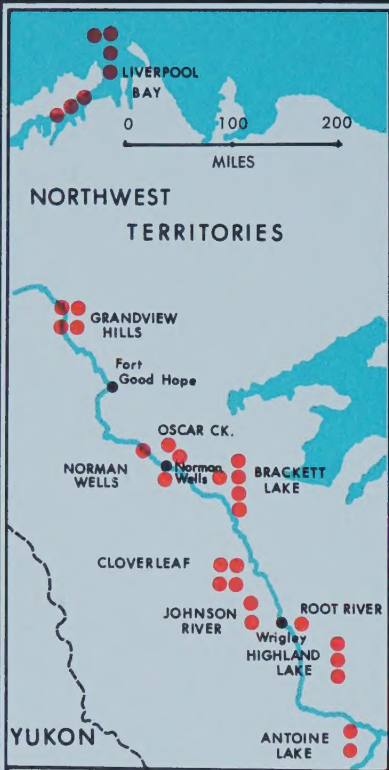 LIVERPOOL
BAY
0 100 200
MILES
NORTHWEST
TERRITORIES
GRANDVIEW
HILLS
Fort
Good Hope
OSCAR CK.
NORMAN
WELLS
Norman
Wells
BRACKETT
LAKE
CLOVERLEAF
JOHNSON
RIVER
ROOT RIVER
Wrigley
HIGHLAND
LAKE
YUKON
ANTOINE
LAKE